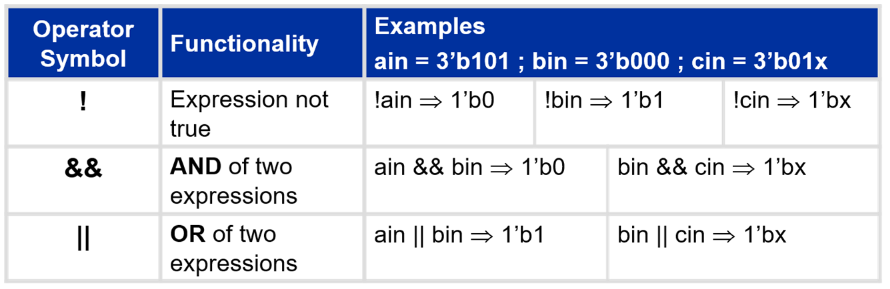 Operator Symbol
Functionality
Examples
ain = 3’b101 ; bin = 3’b000 ; cin = 3’b01x
!
Expression not true
!ain ⇒ 1’b0
!bin ⇒ 1’b1
!cin ⇒ 1’bx
&&
AND of two expressions
ain && bin ⇒ 1’b0
bin && cin ⇒ 1’bx
||
OR of two expressions
ain || bin ⇒ 1’b1
bin || cin ⇒ 1’bx